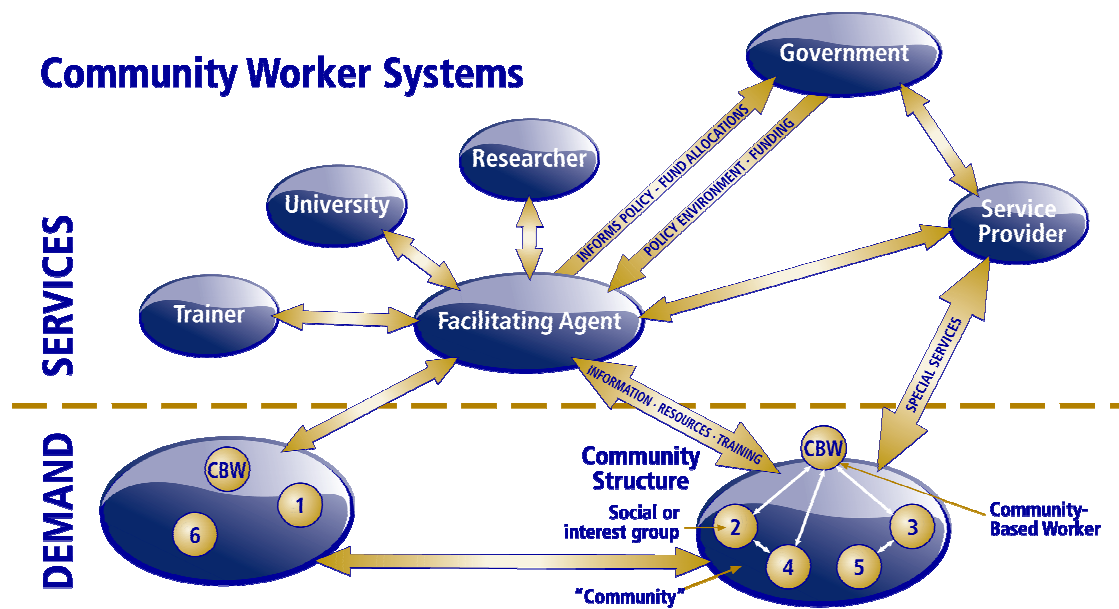 Community Worker Systems
Government
Researcher
University
Service
Provider
Trainer
Facilitating Agent
INFORMS POLICY - FUND ALLOCATIONS
POLICY ENVIRONMENT - FUNDING
SERVICES
SPECIAL SERVICES
INFORMATION - RESOURCES - TRAINING
DEMAND
CBW
1
6
Community
Structure
CBW
Social or
interest group
2
3
4
5
Community-
Based Worker
"Community"